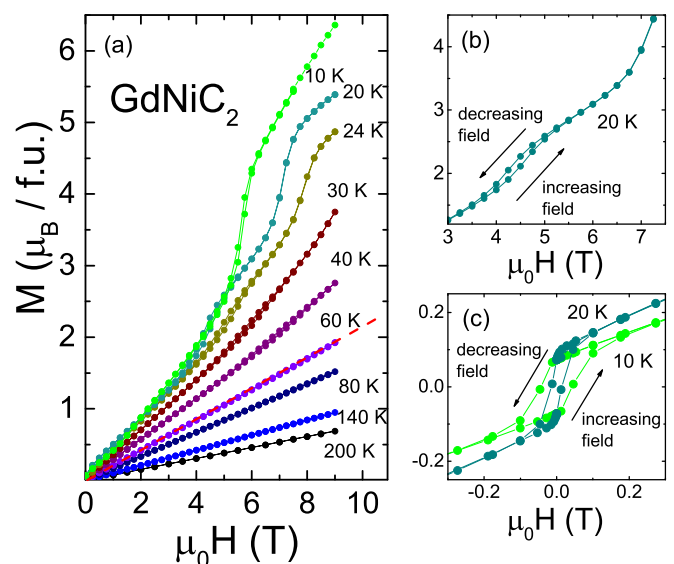 (a)
GdNiC2
10 K
20 K
24 K
30 K
40 K
60 K
80 K
140 K
200 K
M (μB / f.u.)
6
5
4
3
2
1
0 2 4 6 8 10
μ0H (T)
(b)
decreasing
field
20 K
increasing
field
4
3
2
3 4 5 6 7
μ0H (T)
(c)
20 K
decreasing
field
10 K
increasing
field
0.2
0.0
-0.2
-0.2 0.0 0.2
μ0H (T)